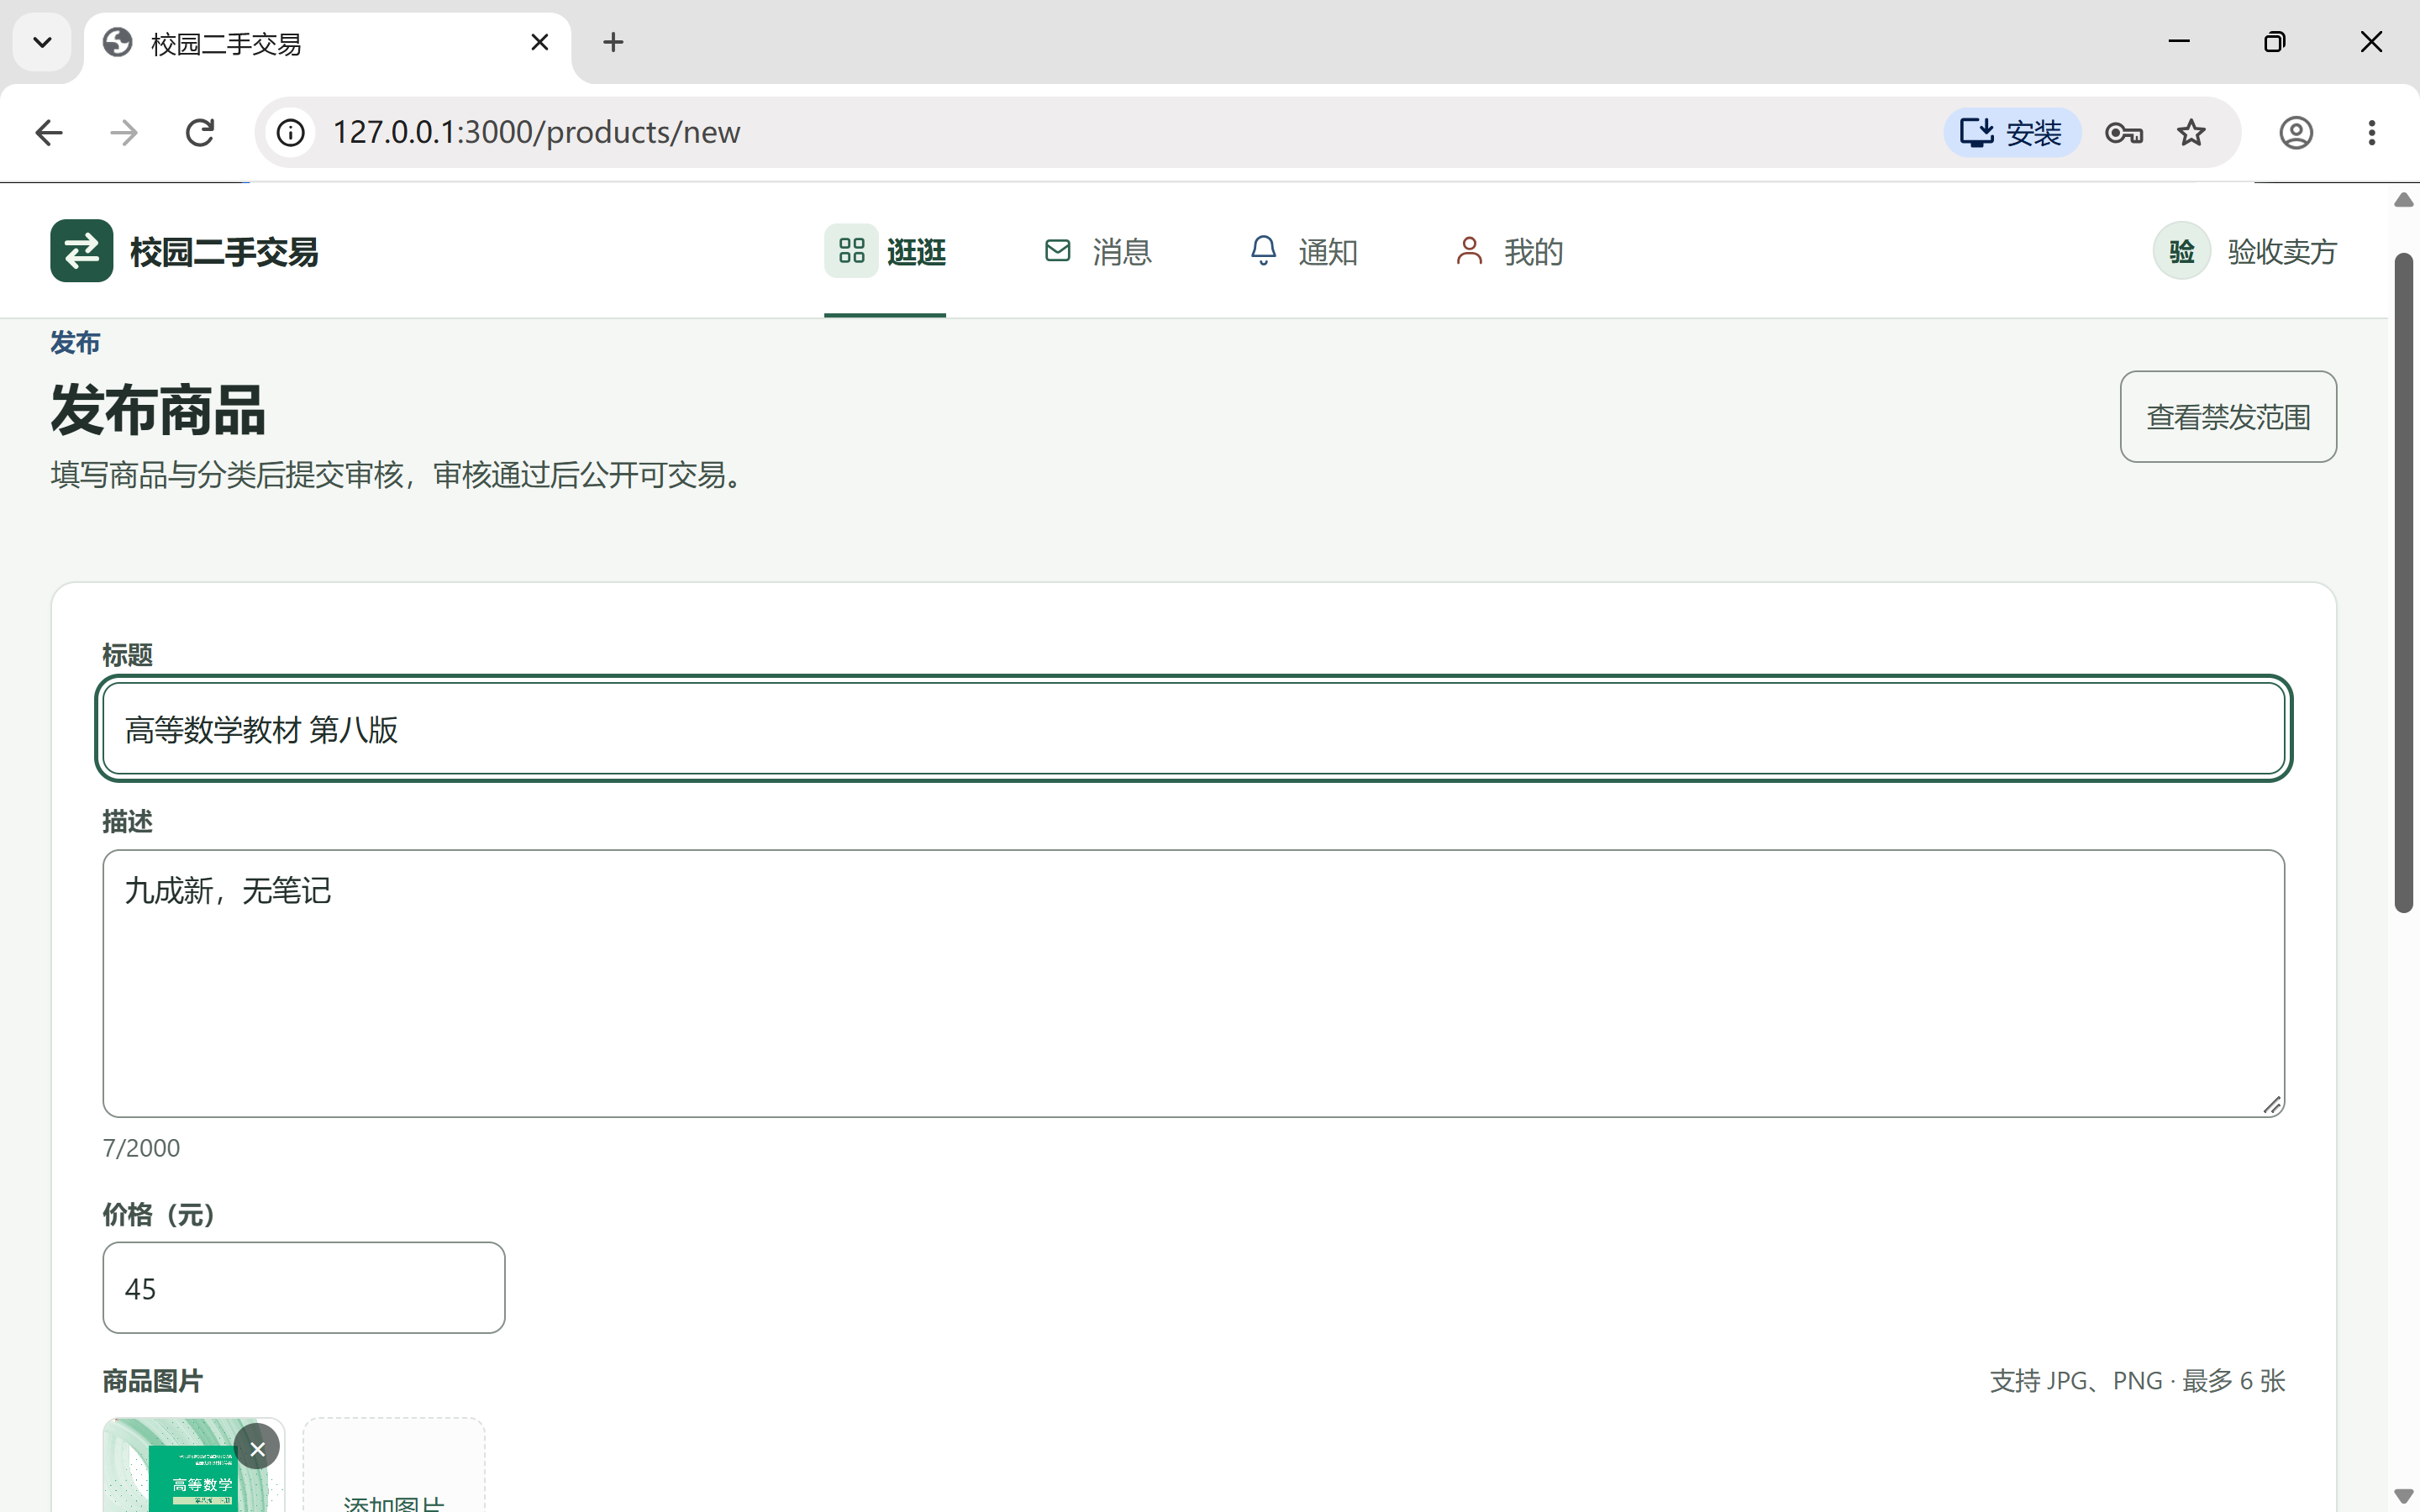 校园二手交易
127.0.0.1:3000/products/new
安装
校园二手交易
逛逛
消息
通知
我的
验
验收卖方
发布
发布商品
查看禁发范围
填写商品与分类后提交审核，审核通过后公开可交易。
标题
高等数学教材 第八版
描述
九成新，无笔记
7/2000
价格（元）
45
商品图片
支持 JPG、PNG · 最多 6 张
高等数学
添加图片